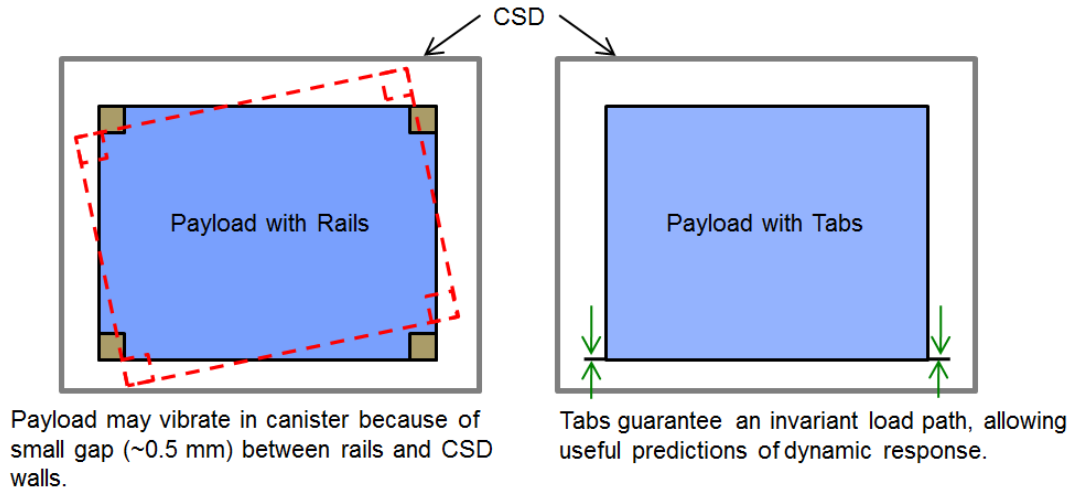 CSD
Payload with Rails
Payload with Tabs
Payload may vibrate in canister because of
small gap (~0.5 mm) between rails and CSD
walls.
Tabs guarantee an invariant load path, allowing
useful predictions of dynamic response.